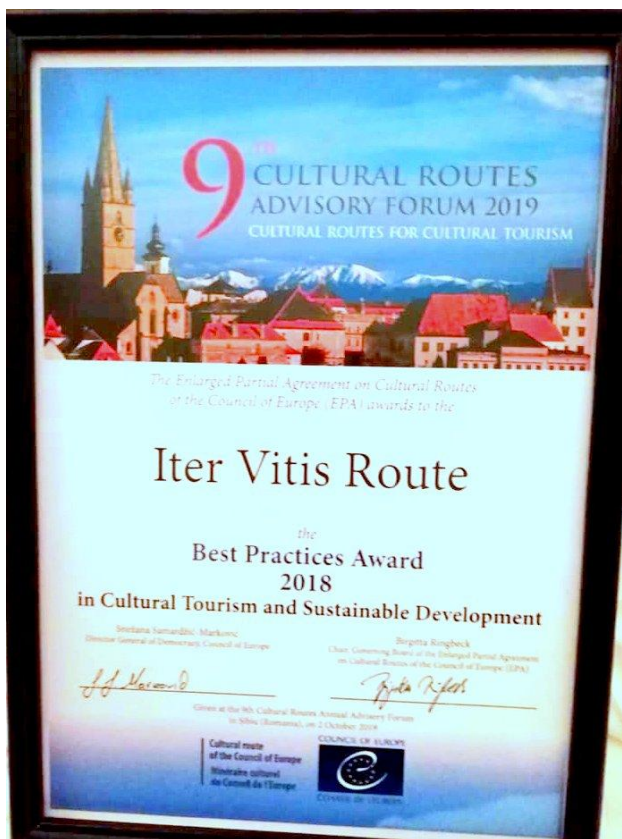 9TH
CULTURAL ROUTES
ADVISORY FORUM 2019
CULTURAL ROUTES FOR CULTURAL TOURISM
The Enlarged Partial Agreement on Cultural Routes
of the Council of Europe (EPA) awards to the
Iter Vitis Route
the
Best Practices Award
2018
in Cultural Tourism and Sustainable Development
Snežana Samardžić-Marković
Director General of Democracy, Council of Europe
Birgitta Ringbeck
Chair, Governing Board of the Enlarged Partial Agreement
on Cultural Routes of the Council of Europe (EPA)
Given at the 9th Cultural Routes Annual Advisory Forum
in Sibiu (Romania), on 2 October 2019
Cultural route
of the Council of Europe
Itinéraire culturel
du Conseil de l'Europe
COUNCIL OF EUROPE
CONSEIL DE L'EUROPE